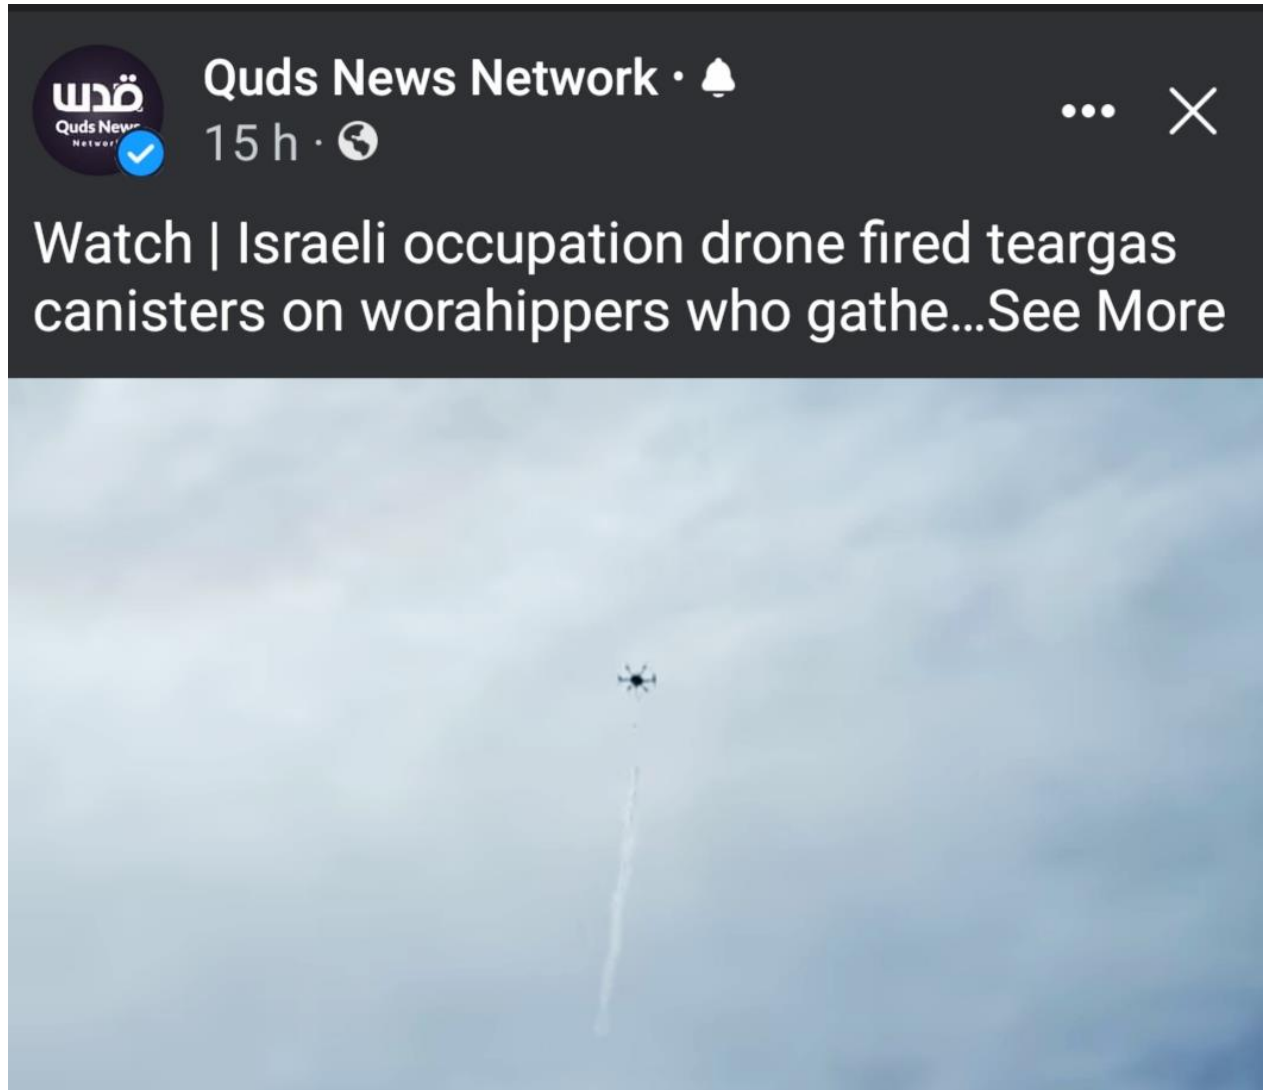 قدس
Quds News
Network
Quds News Network ·
15 h ·
Watch | Israeli occupation drone fired teargas
canisters on worahippers who gathe...See More